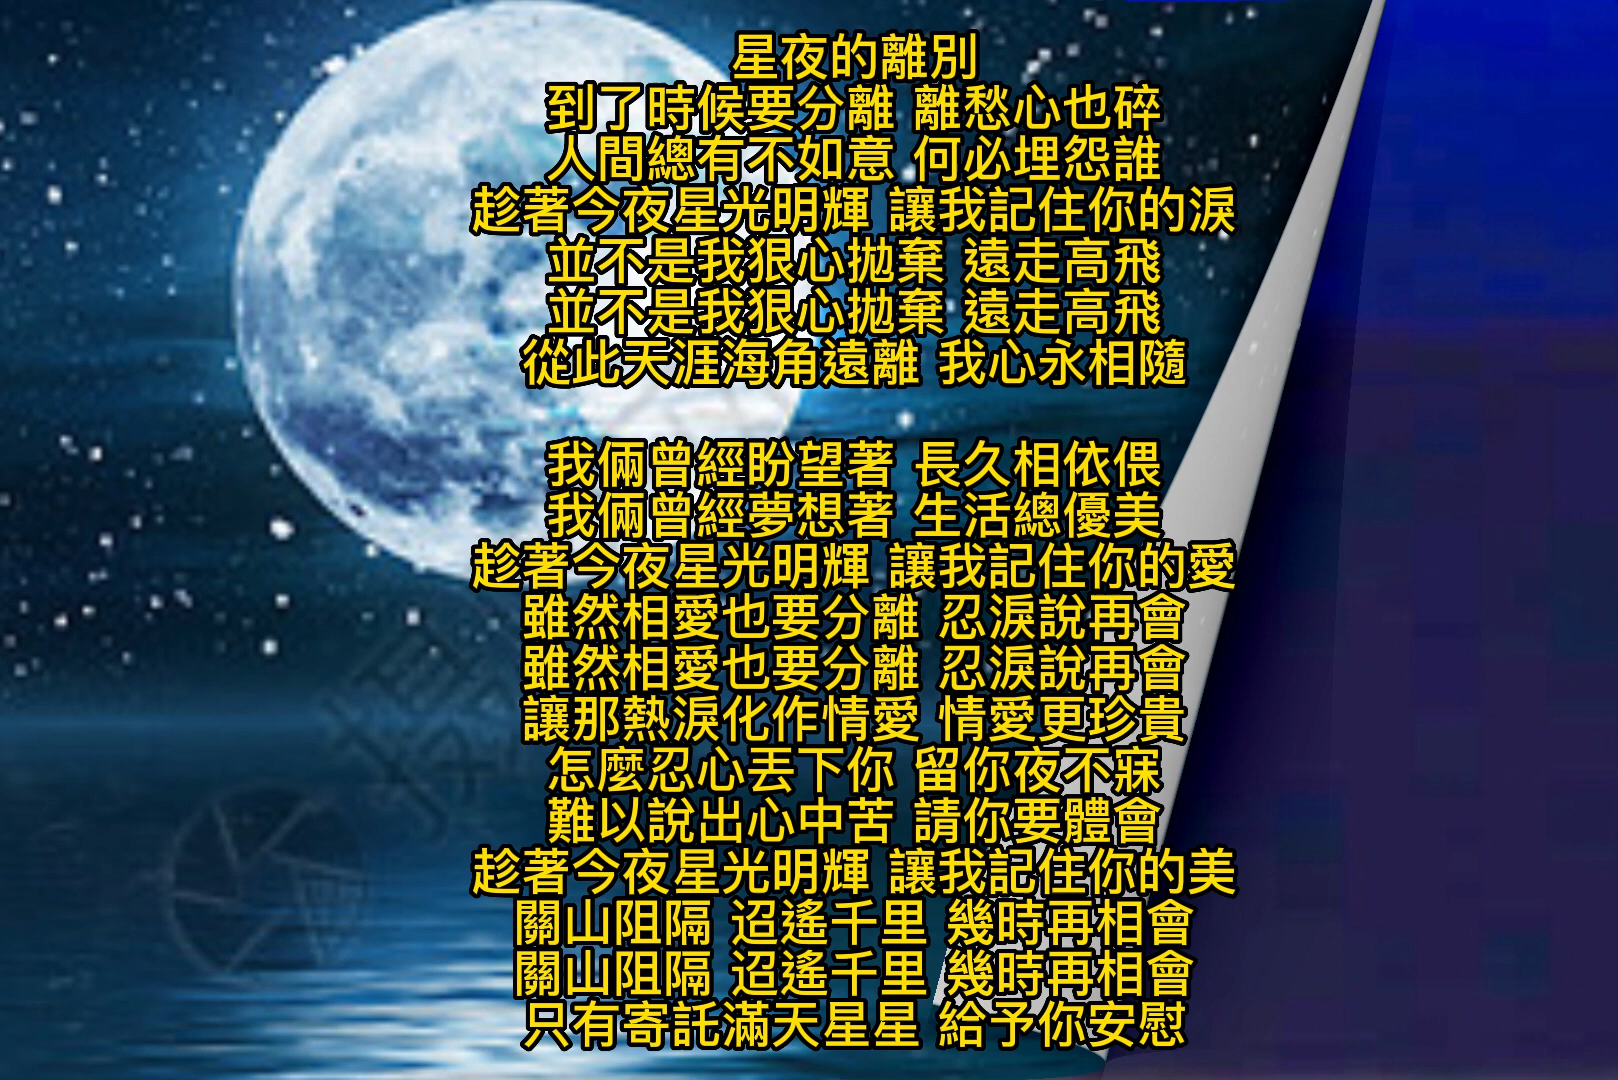 星夜的離別
到了時候要分離 離愁心也碎
人間總有不如意 何必埋怨誰
趁著今夜星光明輝 讓我記住你的淚
並不是我狠心拋棄 遠走高飛
並不是我狠心拋棄 遠走高飛
從此天涯海角遠離 我心永相隨
我倆曾經盼望著 長久相依偎
我倆曾經夢想著 生活總優美
趁著今夜星光明輝 讓我記住你的愛
雖然相愛也要分離 忍淚說再會
雖然相愛也要分離 忍淚說再會
讓那熱淚化作情愛 情愛更珍貴
怎麼忍心丟下你 留你夜不寐
難以說出心中苦 請你要體會
趁著今夜星光明輝 讓我記住你的美
關山阻隔 迢遙千里 幾時再相會
關山阻隔 迢遙千里 幾時再相會
只有寄託滿天星星 給予你安慰